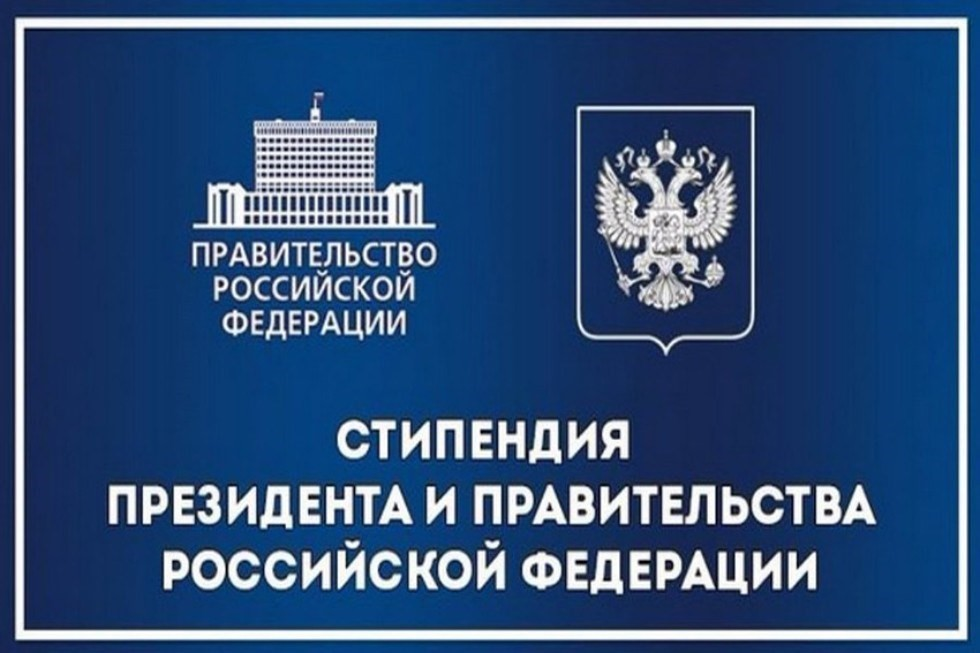 ПРАВИТЕЛЬСТВО
РОССИЙСКОЙ
ФЕДЕРАЦИИ
СТИПЕНДИЯ
ПРЕЗИДЕНТА И ПРАВИТЕЛЬСТВА
РОССИЙСКОЙ ФЕДЕРАЦИИ